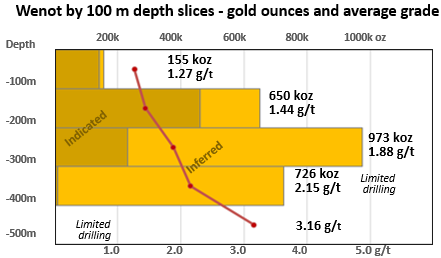 Wenot by 100 m depth slices - gold ounces and average grade
Depth
200k 400k 600k 800k 1000k oz
155 koz
1.27 g/t
-100m
650 koz
1.44 g/t
Indicated
-200m
973 koz
1.88 g/t
Inferred
-300m
726 koz
2.15 g/t
Limited
drilling
-400m
Limited
drilling
3.16 g/t
-500m
1.0 2.0 3.0 4.0 5.0 g/t